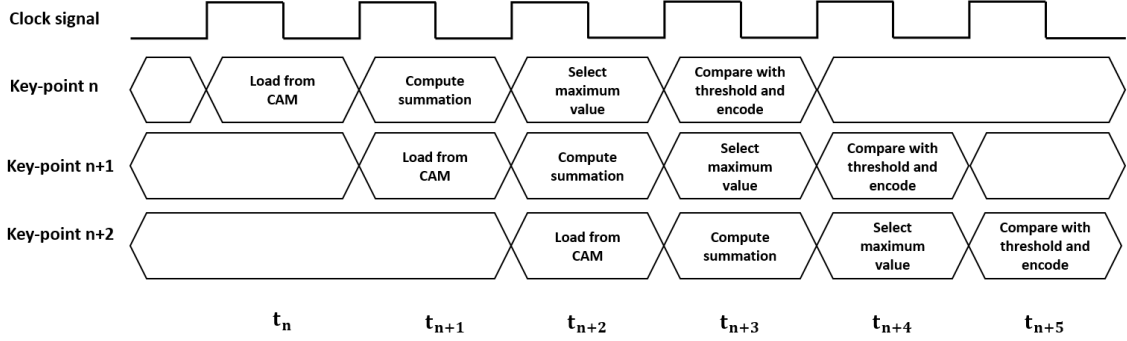 Clock signal
Key-point n
Load from
CAM
Compute
summation
Select
maximum
value
Compare with
threshold and
encode
Key-point n+1
Load from
CAM
Compute
summation
Select
maximum
value
Compare with
threshold and
encode
Key-point n+2
Load from
CAM
Compute
summation
Select
maximum
value
Compare with
threshold and
encode
tₙ tₙ₊₁ tₙ₊₂ tₙ₊₃ tₙ₊₄ tₙ₊₅